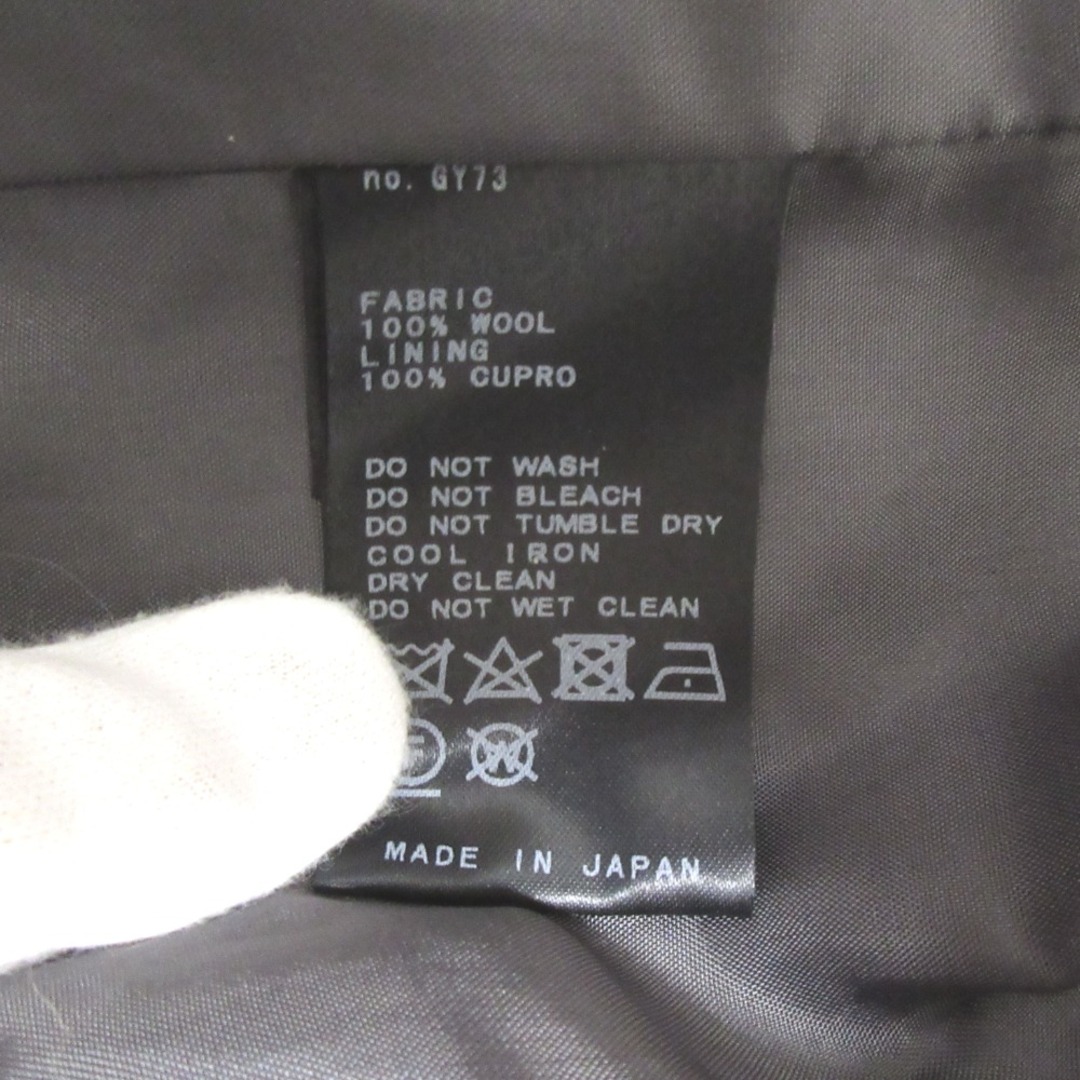 no. GY73
FABRIC
100% WOOL
LINING
100% CUPRO
DO NOT WASH
DO NOT BLEACH
DO NOT TUMBLE DRY
COOL IRON
DRY CLEAN
DO NOT WET CLEAN
F W
MADE IN JAPAN